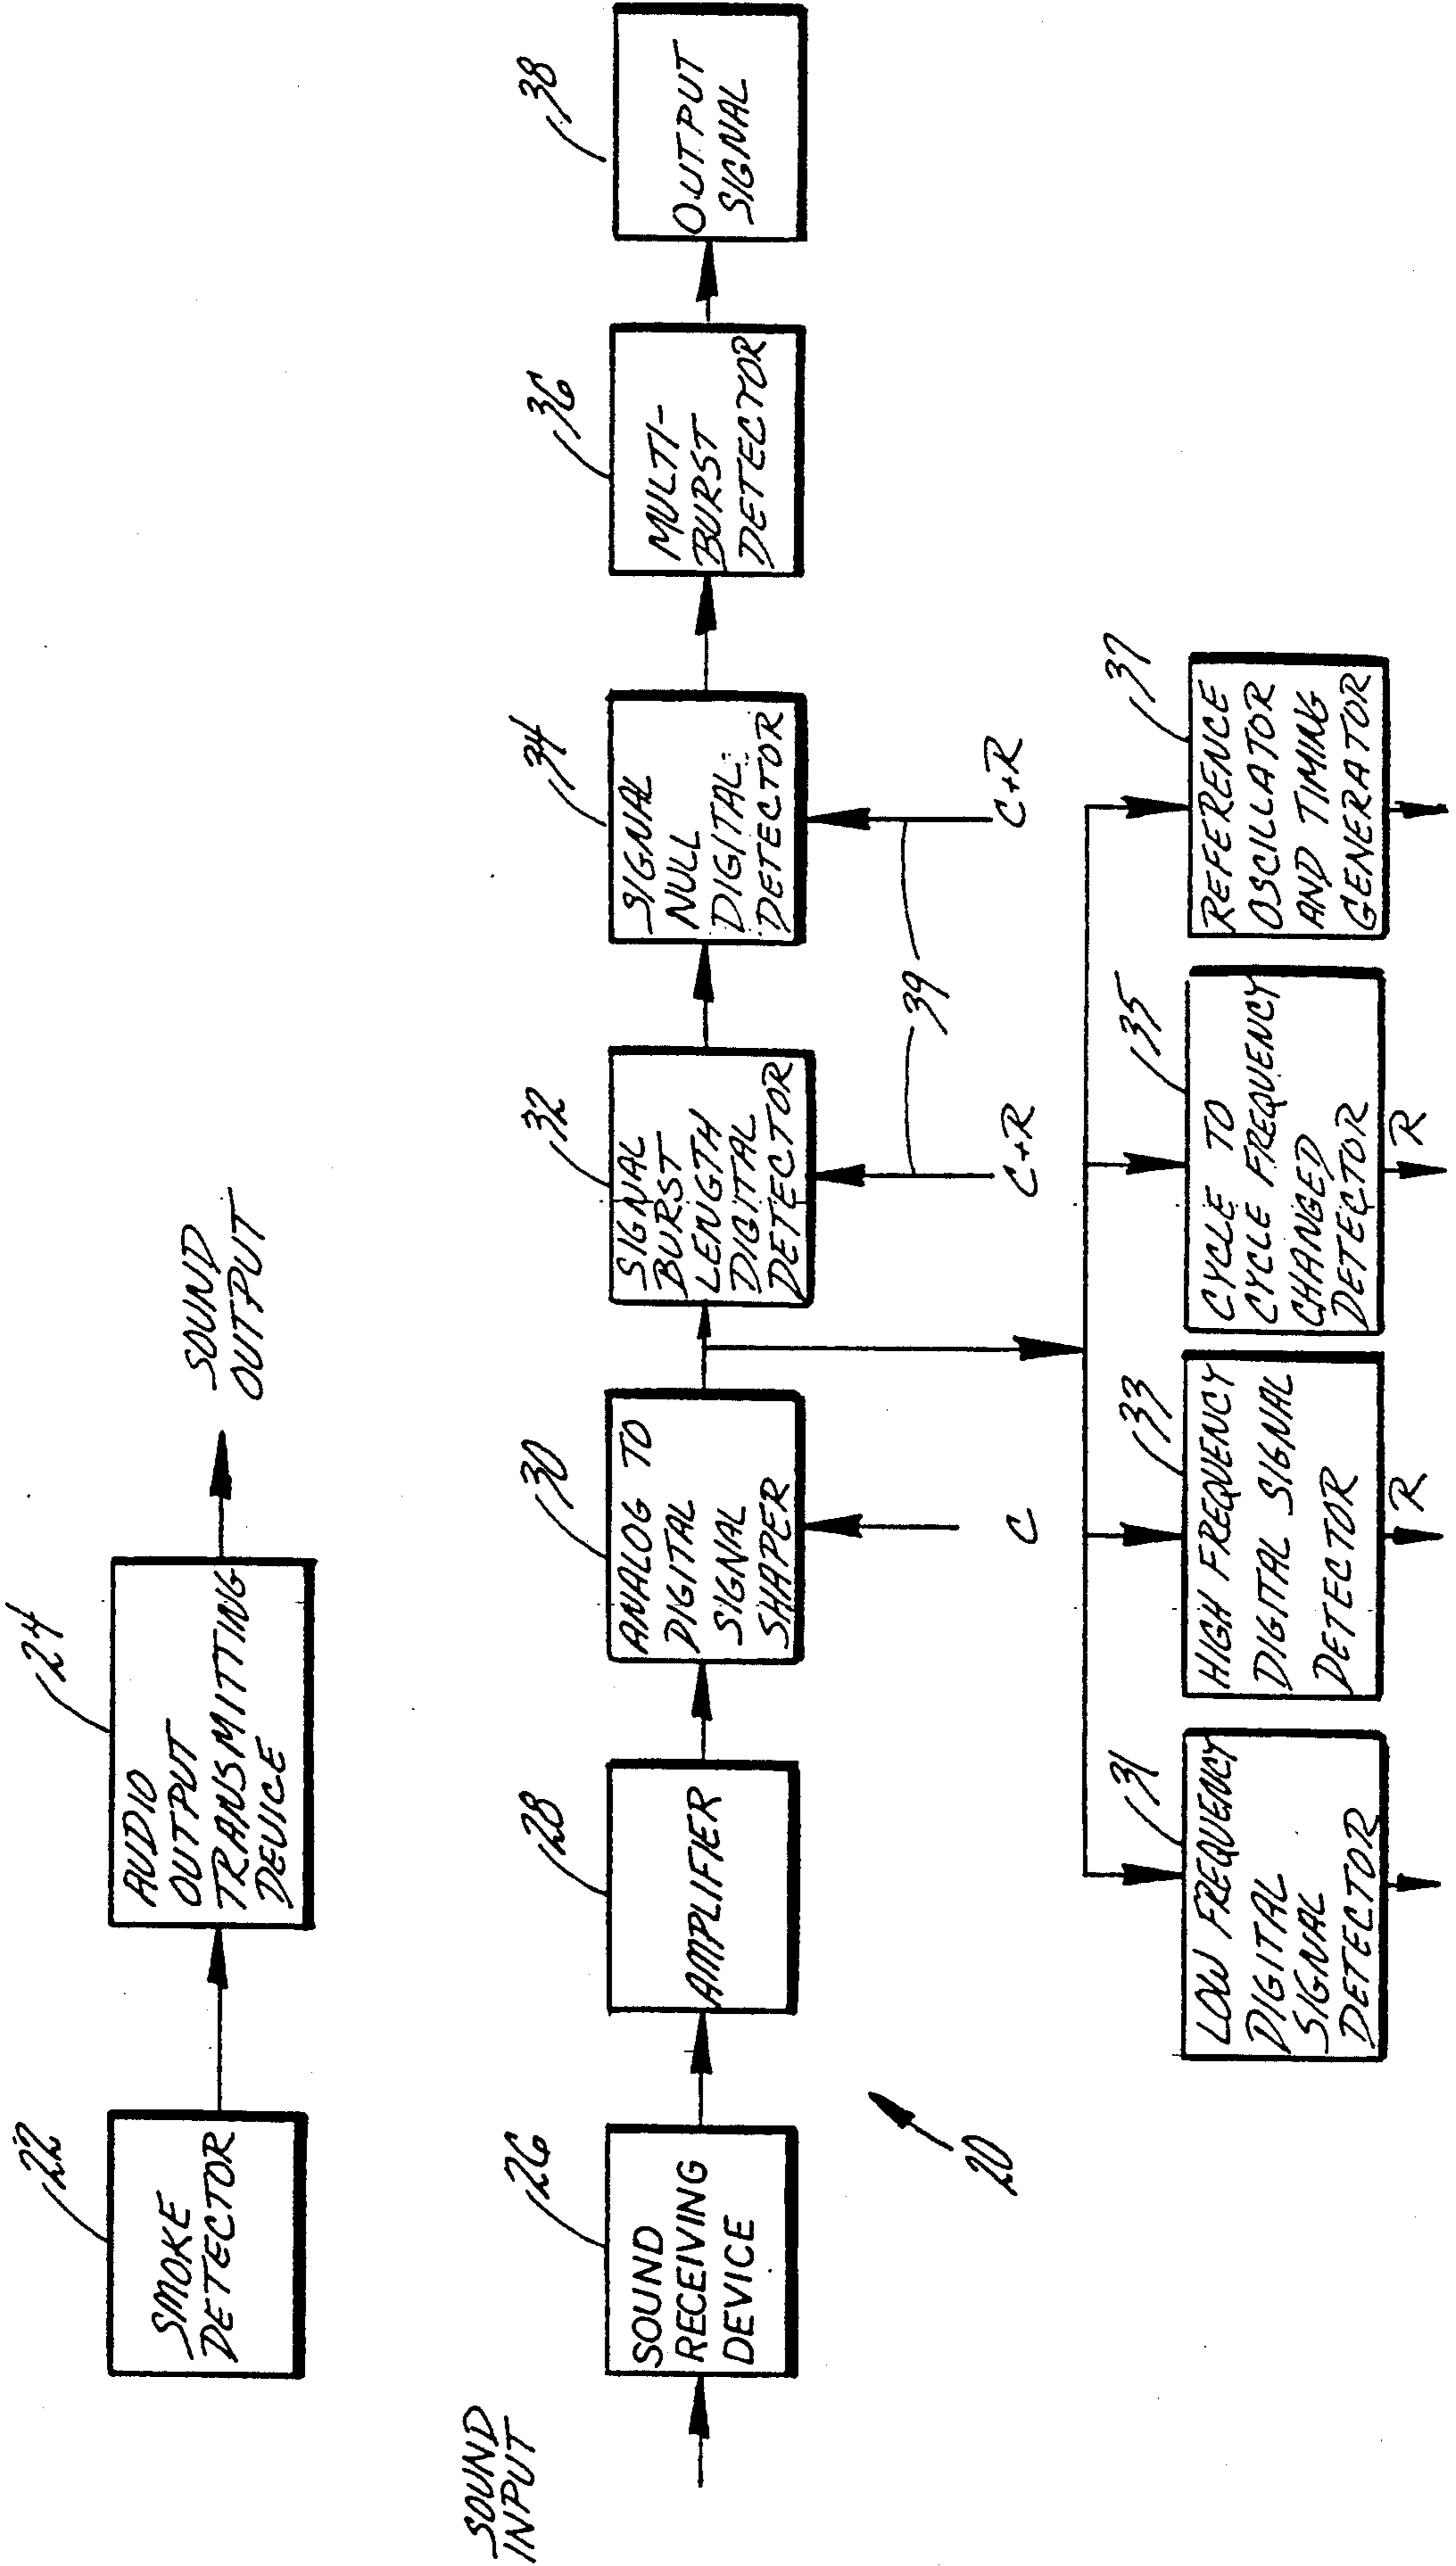 22
SMOKE
DETECTOR
24
AUDIO
OUTPUT
TRANSMITTING
DEVICE
SOUND
OUTPUT
SOUND
INPUT
26
SOUND
RECEIVING
DEVICE
28
AMPLIFIER
30
ANALOG TO
DIGITAL
SIGNAL
SHAPER
C
32
SIGNAL
BURST
LENGTH
DIGITAL
DETECTOR
C+R
39
34
SIGNAL
NULL
DIGITAL
DETECTOR
C+R
36
MULTI-
BURST
DETECTOR
38
OUTPUT
SIGNAL
20
31
LOW FREQUENCY
DIGITAL
SIGNAL
DETECTOR
33
HIGH FREQUENCY
DIGITAL SIGNAL
DETECTOR
R
35
CYCLE TO
CYCLE FREQUENCY
CHANGED
DETECTOR
R
37
REFERENCE
OSCILLATOR
AND TIMING
GENERATOR